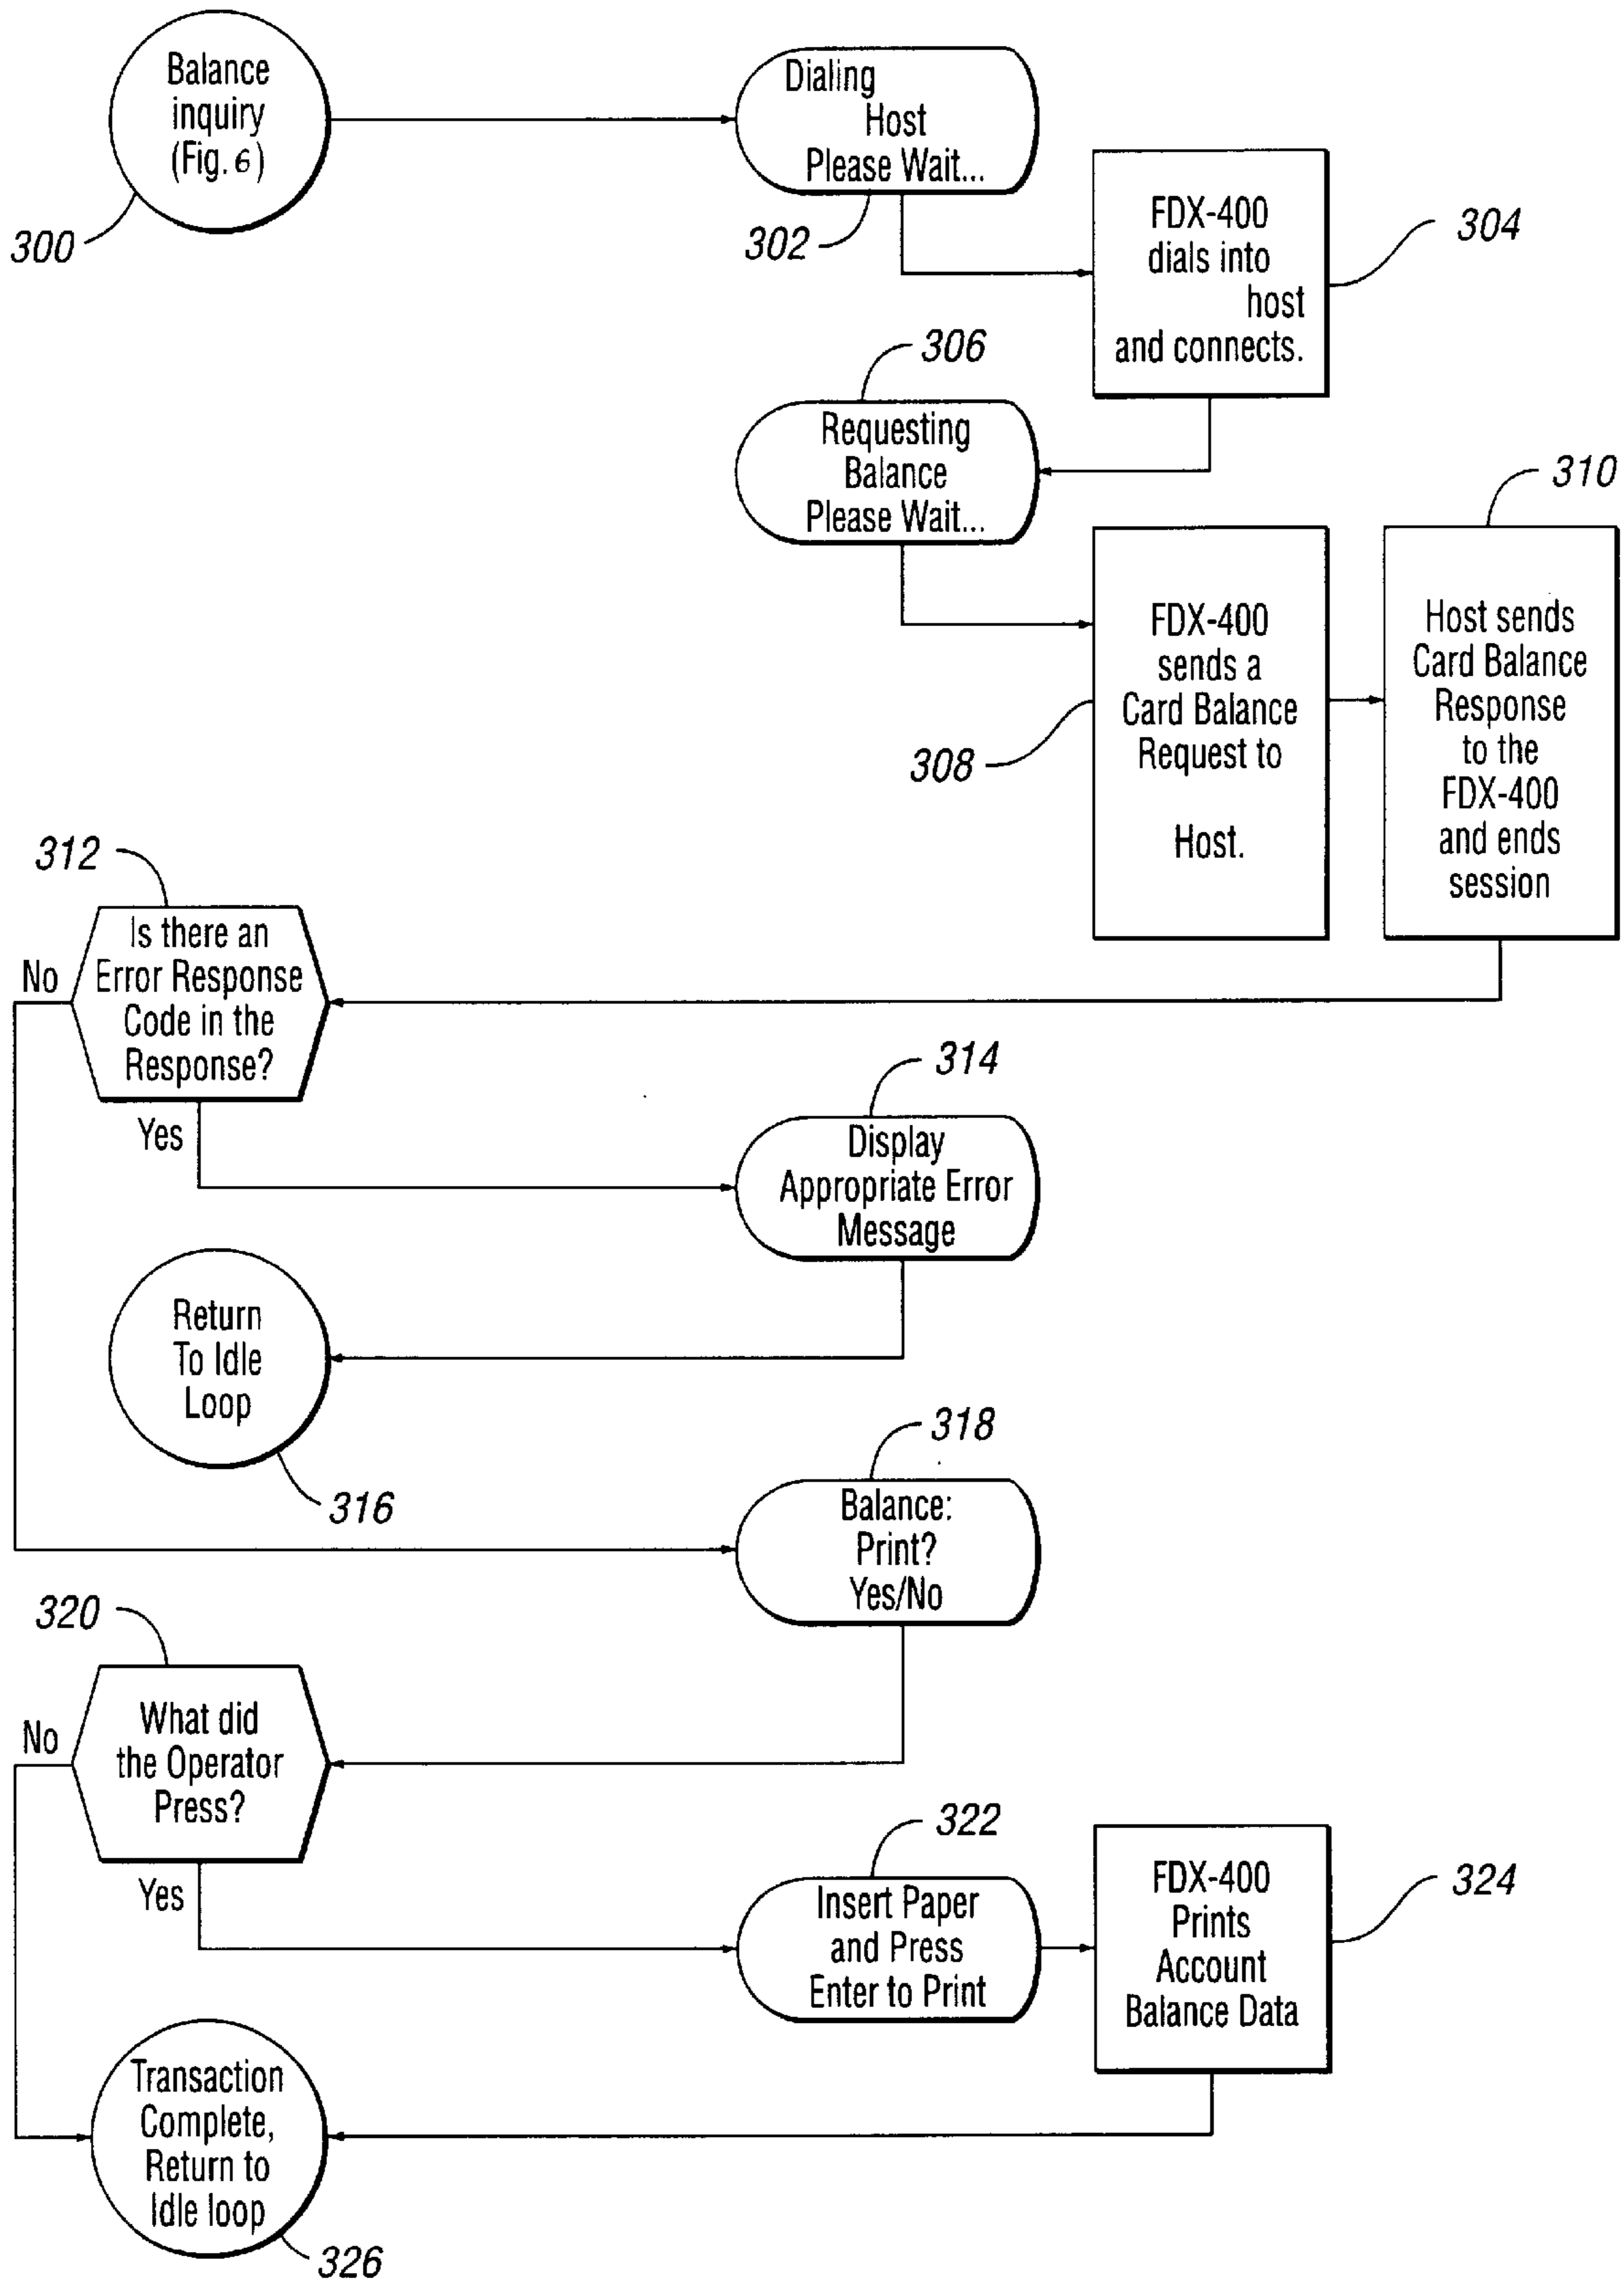 Balance
inquiry
(Fig. 6)
300
Dialing
Host
Please Wait...
302
FDX-400
dials into
host
and connects.
304
306
Requesting
Balance
Please Wait...
FDX-400
sends a
Card Balance
Request to
Host.
308
310
Host sends
Card Balance
Response
to the
FDX-400
and ends
session
312
Is there an
Error Response
Code in the
Response?
No
Yes
314
Display
Appropriate Error
Message
Return
To Idle
Loop
316
318
Balance:
Print?
Yes/No
320
What did
the Operator
Press?
No
Yes
322
Insert Paper
and Press
Enter to Print
FDX-400
Prints
Account
Balance Data
324
Transaction
Complete,
Return to
Idle loop
326